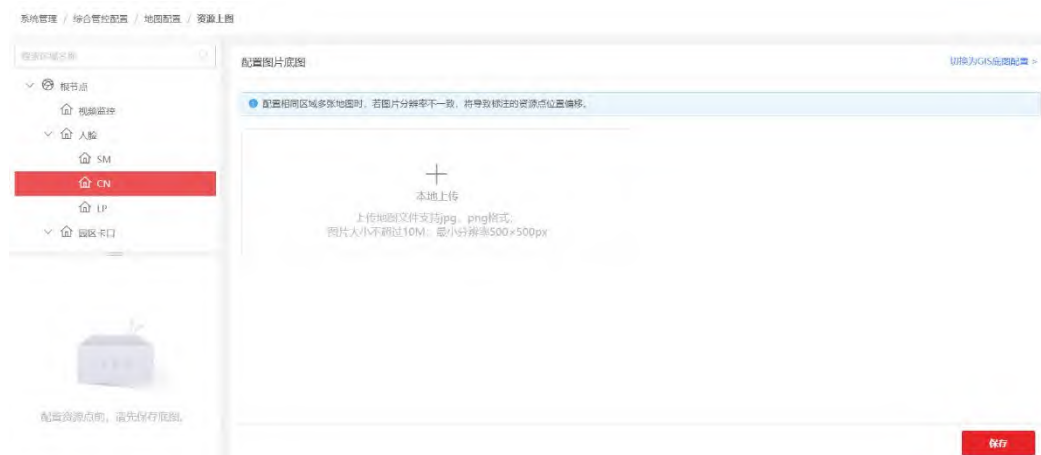 系统管理 / 综合管控配置 / 地图配置 / 资源上图
搜索区域名称
根节点
视频监控
人脸
SM
CN
LP
园区卡口
配置资源点前，请先保存底图。
配置图片底图
切换为GIS底图配置 >
配置相同区域多张地图时，若图片分辨率不一致，将导致标注的资源点位置偏移。
本地上传
上传地图文件支持jpg、png格式，
图片大小不超过10M，最小分辨率500×500px
保存